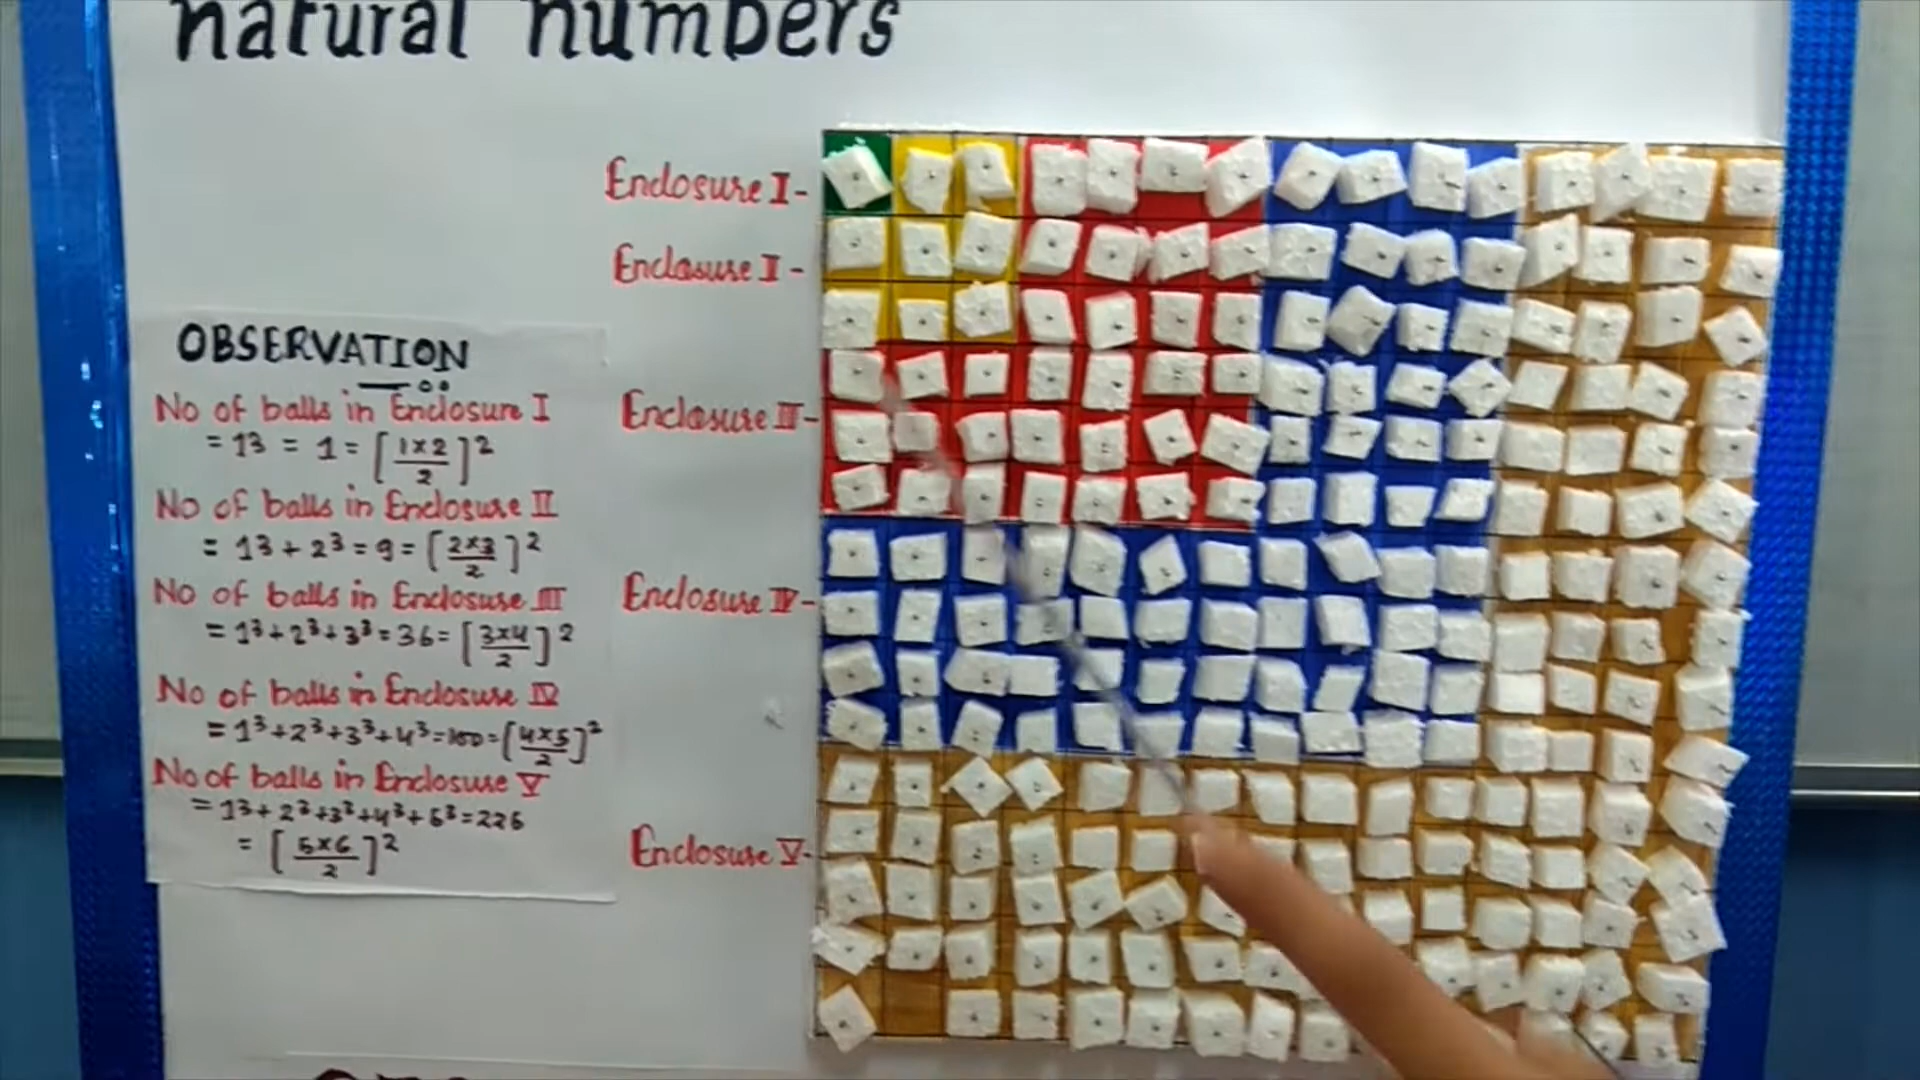 natural numbers
Enclosure I-
Enclosure I -
Enclosure III-
Enclosure IV-
Enclosure V-
OBSERVATION
No of balls in Enclosure I
= 13 = 1 = [1×2/2]²
No of balls in Enclosure II
= 1³ + 2³ = 9 = [2×3/2]²
No of balls in Enclosure III
= 1³+2³+3³ = 36 = [3×4/2]²
No of balls in Enclosure IV
= 1³+2³+3³+4³=100=[4×5/2]²
No of balls in Enclosure V
= 1³+2³+3³+4³+5³=225
= [5×6/2]²